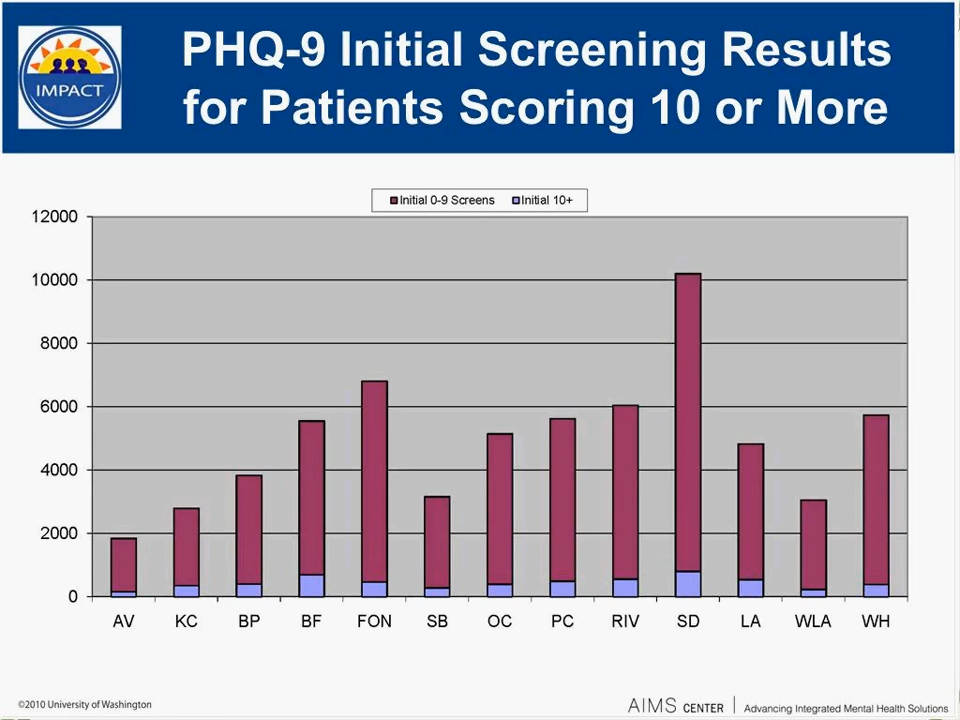 PHQ-9 Initial Screening Results
for Patients Scoring 10 or More
IMPACT
Initial 0-9 Screens Initial 10+
12000
10000
8000
6000
4000
2000
0
AV KC BP BF FON SB OC PC RIV SD LA WLA WH
©2010 University of Washington
AIMS CENTER | Advancing Integrated Mental Health Solutions